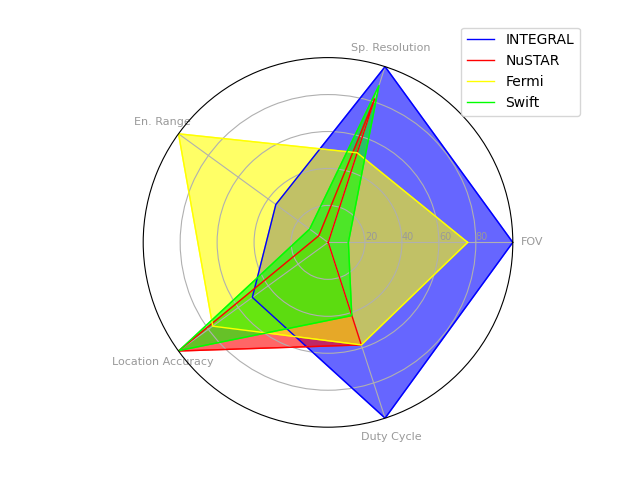 Sp. Resolution
INTEGRAL
NuSTAR
Fermi
Swift
En. Range
20
40
60
80
FOV
Location Accuracy
Duty Cycle